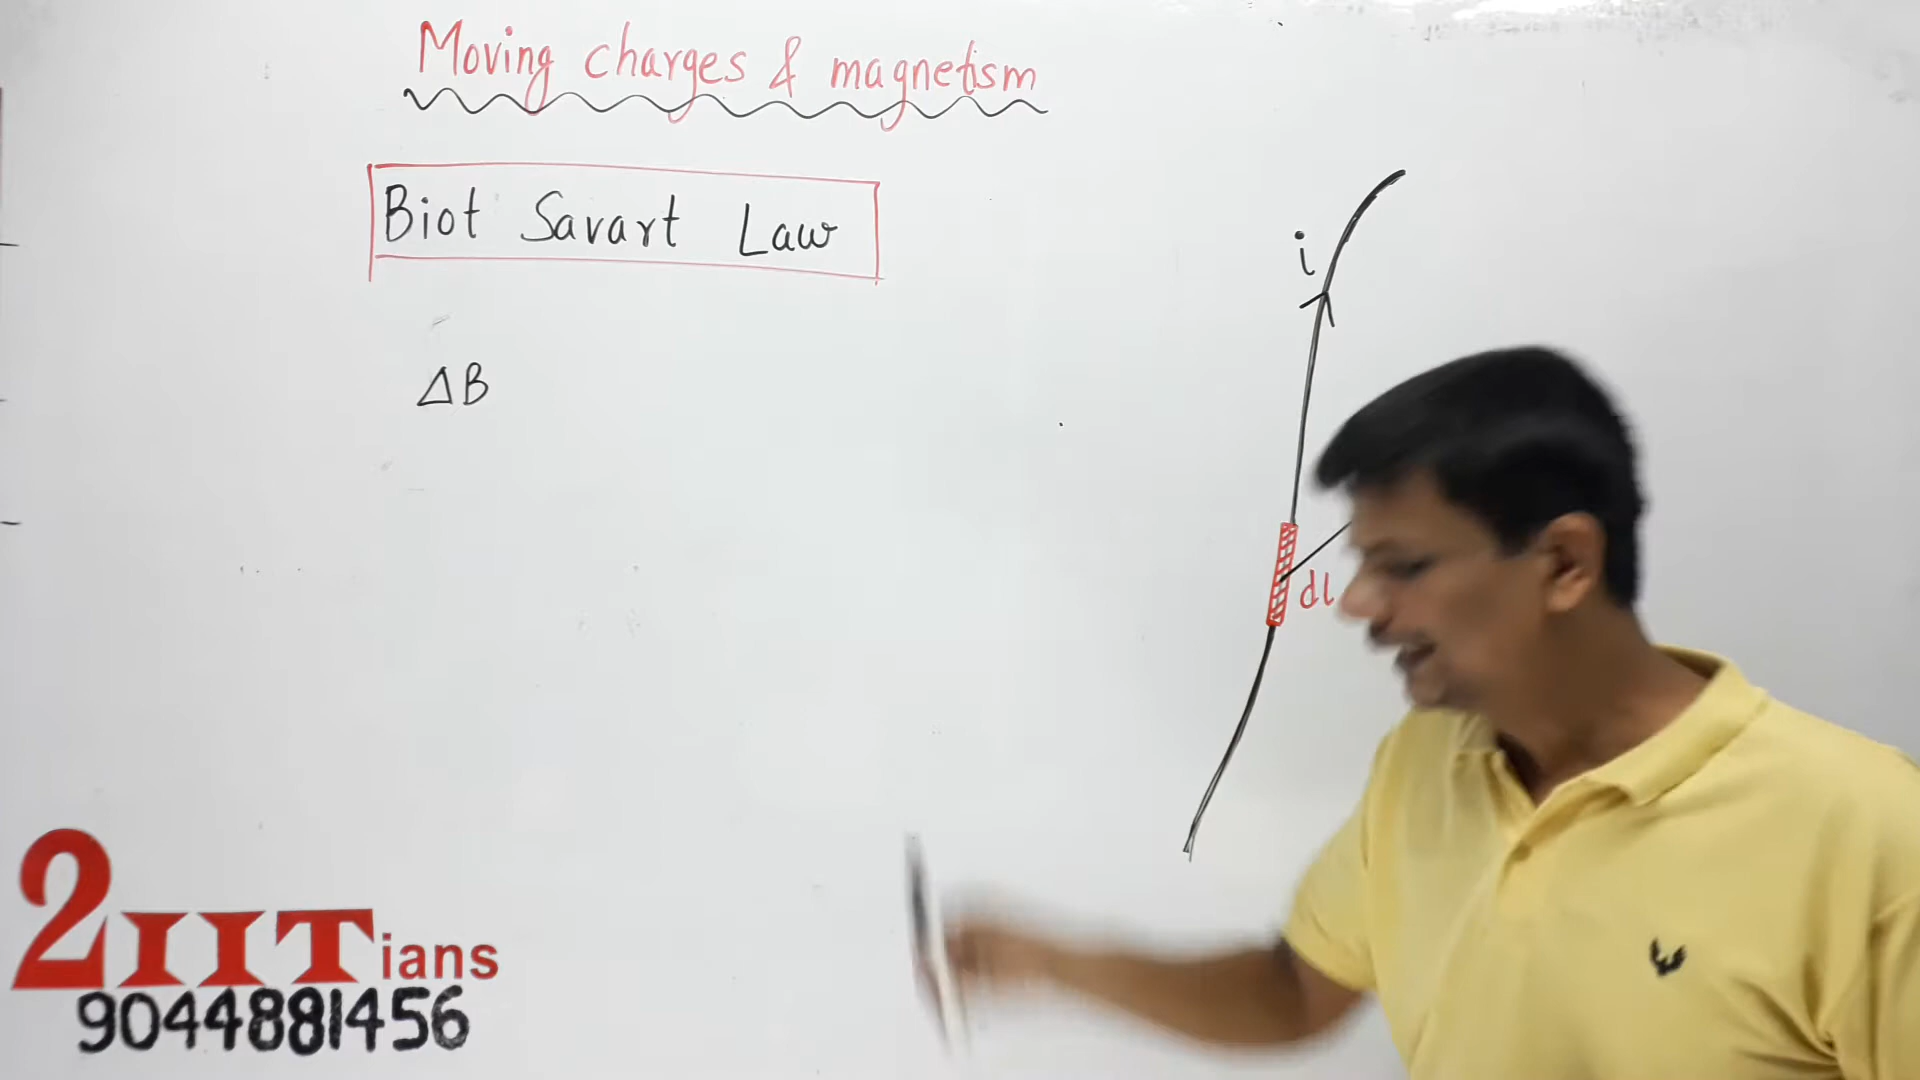 Moving charges & magnetism
Biot Savart Law
ΔB
i
dl
2IITians
9044881456